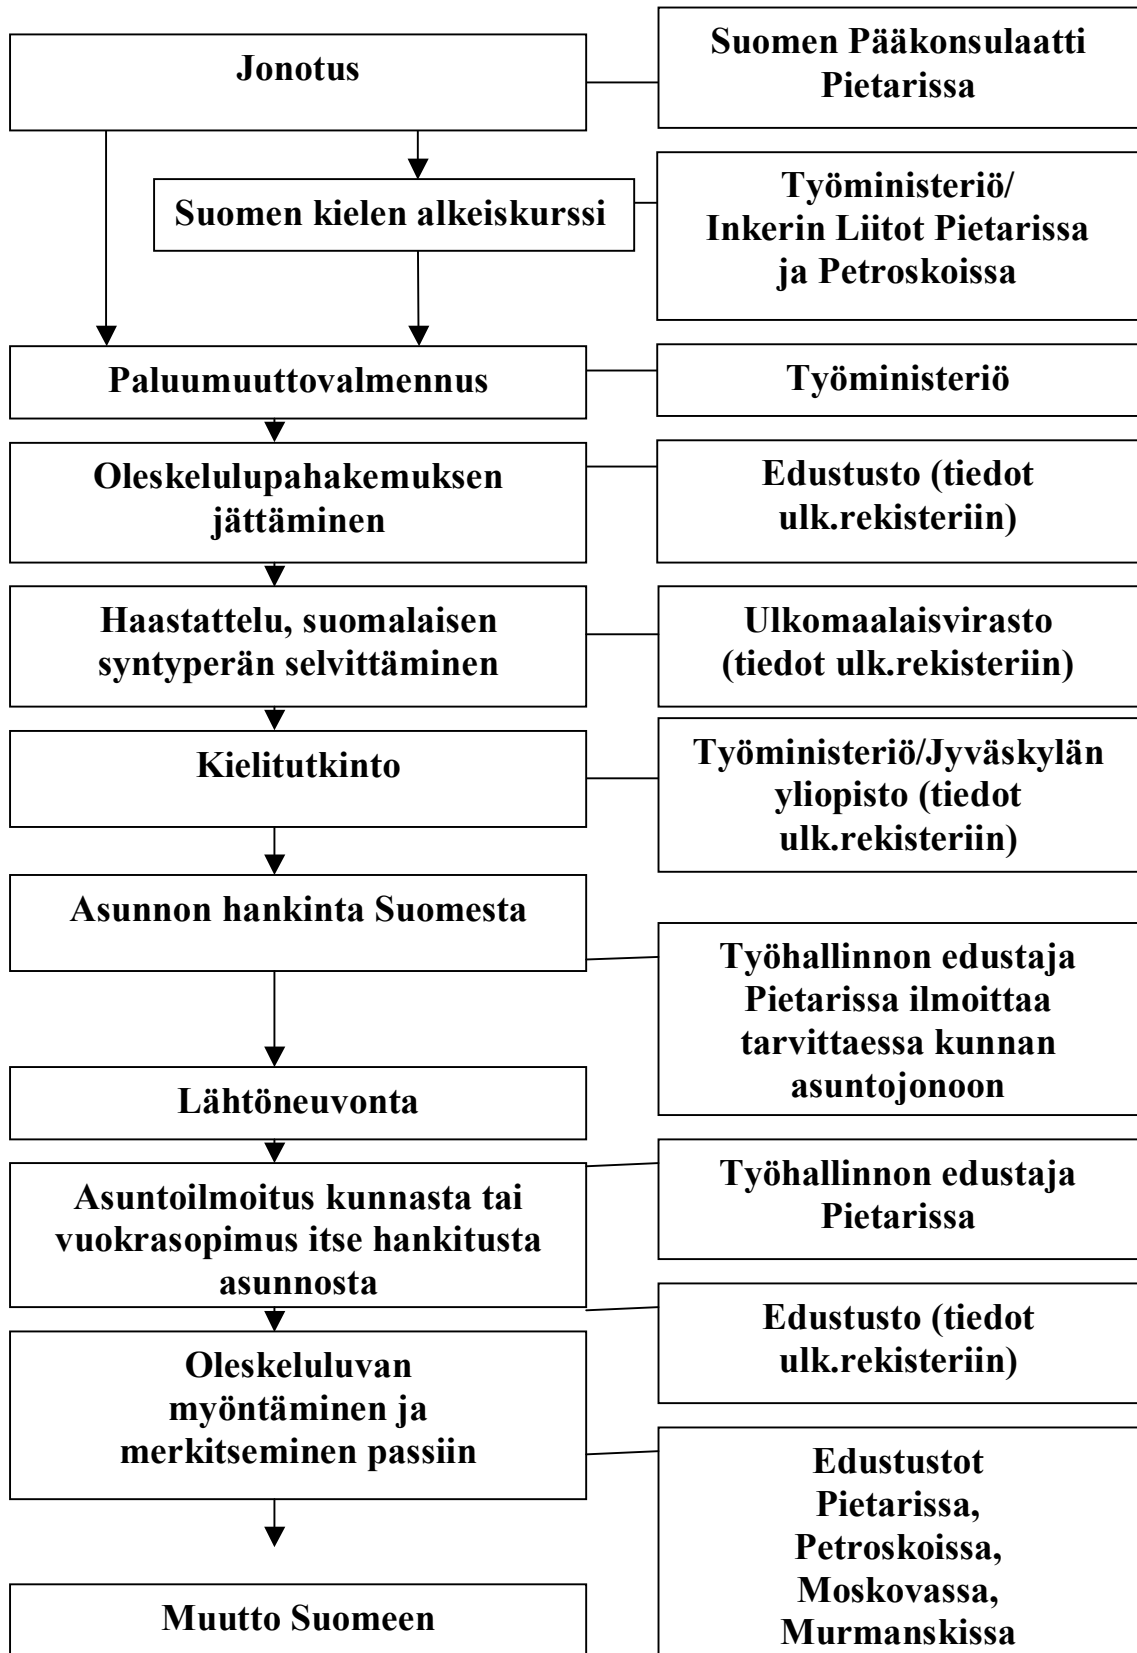 Jonotus
Suomen Pääkonsulaatti
Pietarissa
Suomen kielen alkeiskurssi
Työministeriö/
Inkerin Liitot Pietarissa
ja Petroskoissa
Paluumuuttovalmennus
Työministeriö
Oleskelulupahakemuksen
jättäminen
Edustusto (tiedot
ulk.rekisteriin)
Haastattelu, suomalaisen
syntyperän selvittäminen
Ulkomaalaisvirasto
(tiedot ulk.rekisteriin)
Kielitutkinto
Työministeriö/Jyväskylän
yliopisto (tiedot
ulk.rekisteriin)
Asunnon hankinta Suomesta
Työhallinnon edustaja
Pietarissa ilmoittaa
tarvittaessa kunnan
asuntojonoon
Lähtöneuvonta
Asuntoilmoitus kunnasta tai
vuokrasopimus itse hankitusta
asunnosta
Työhallinnon edustaja
Pietarissa
Edustusto (tiedot
ulk.rekisteriin)
Oleskeluluvan
myöntäminen ja
merkitseminen passiin
Edustustot
Pietarissa,
Petroskoissa,
Moskovassa,
Murmanskissa
Muutto Suomeen